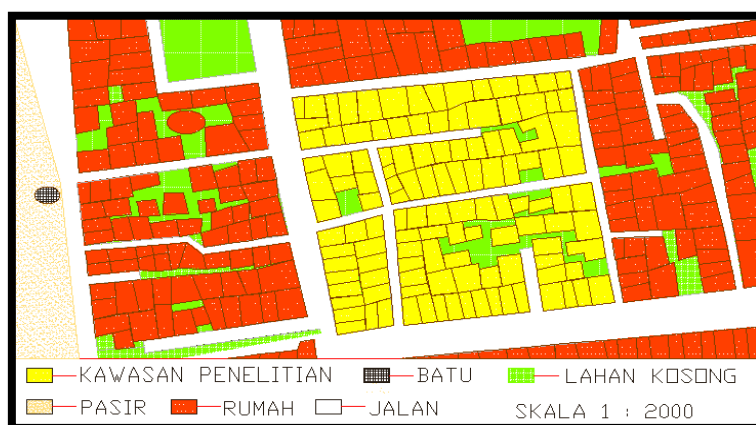 KAWASAN PENELITIAN BATU LAHAN KOSONG
PASIR RUMAH JALAN SKALA 1 : 2000